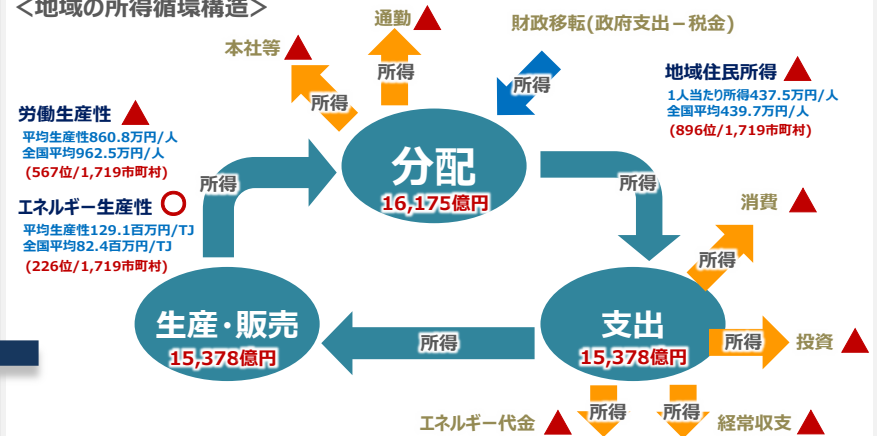 ＜地域の所得循環構造＞
通勤▲
財政移転(政府支出－税金)
本社等▲
所得
所得
所得
地域住民所得▲
1人当たり所得437.5万円/人
全国平均439.7万円/人
(896位/1,719市町村)
労働生産性▲
平均生産性860.8万円/人
全国平均962.5万円/人
(567位/1,719市町村)
分配
16,175億円
所得
所得
エネルギー生産性○
平均生産性129.1百万円/TJ
全国平均82.4百万円/TJ
(226位/1,719市町村)
消費▲
所得
生産・販売
15,378億円
所得
支出
15,378億円
所得
投資▲
所得
所得
エネルギー代金▲
経常収支▲